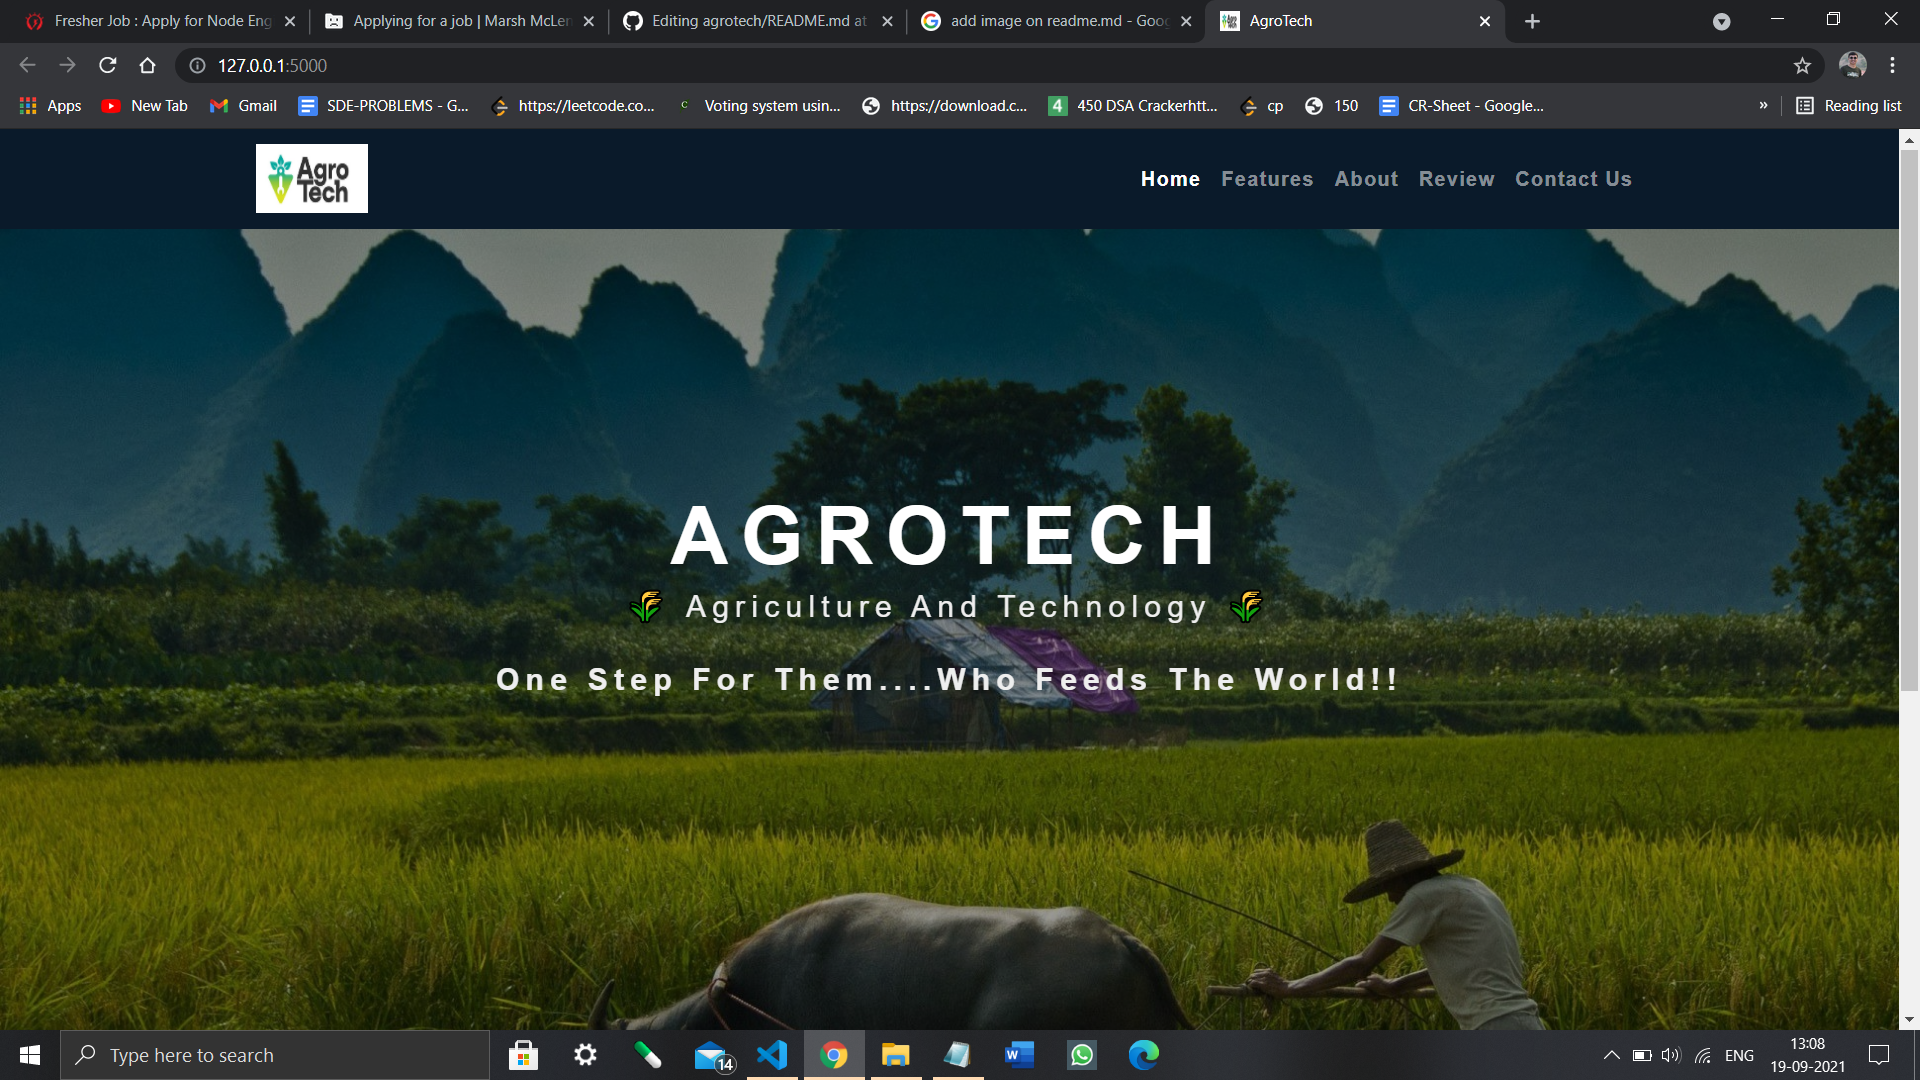 Fresher Job : Apply for Node Eng
Applying for a job | Marsh McLen
Editing agrotech/README.md at
add image on readme.md - Goog
AgroTech
127.0.0.1:5000
Apps
New Tab
Gmail
SDE-PROBLEMS - G...
https://leetcode.co...
C
Voting system usin...
https://download.c...
4
450 DSA Crackerhtt...
cp
150
CR-Sheet - Google...
»
Reading list
Agro
Tech
Home
Features
About
Review
Contact Us
AGROTECH
Agriculture And Technology
One Step For Them....Who Feeds The World!!
Type here to search
14
ENG
13:08
19-09-2021